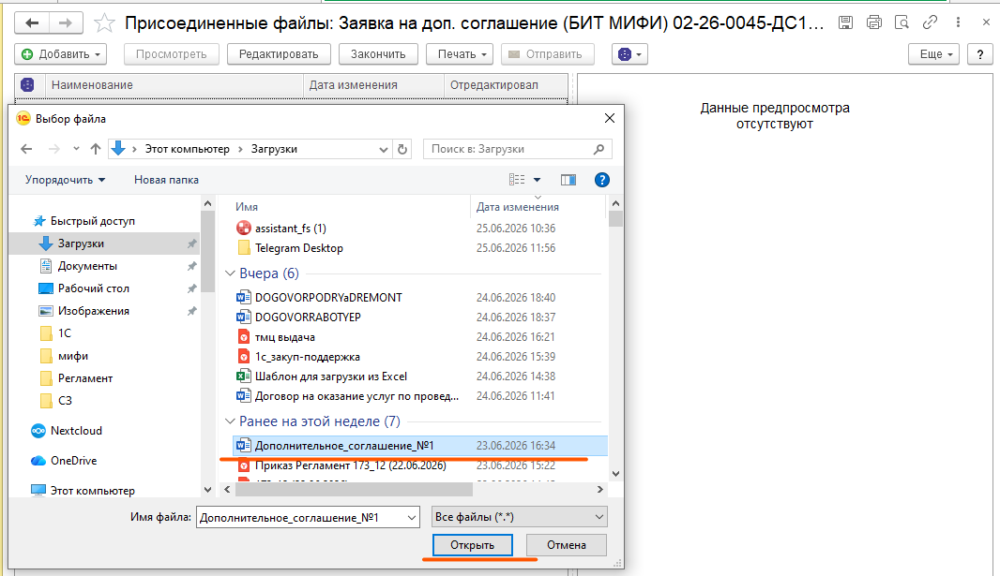 Присоединенные файлы: Заявка на доп. соглашение (БИТ МИФИ) 02-26-0045-ДС1...
Добавить Просмотреть Редактировать Закончить Печать Отправить Еще ?
Наименование Дата изменения Отредактировал
Данные предпросмотра
отсутствуют
Выбор файла
Этот компьютер Загрузки Поиск в: Загрузки
Упорядочить Новая папка ?
Имя Дата изменения
Быстрый доступ
Загрузки
Документы
Рабочий стол
Изображения
1С
мифи
Регламент
СЗ
Nextcloud
OneDrive
Этот компьютер
assistant_fs (1) 25.06.2026 10:36
Telegram Desktop 25.06.2026 11:56
Вчера (6)
DOGOVORPODRYaDREMONT 24.06.2026 18:40
DOGOVORRABOTYEP 24.06.2026 18:37
тмц выдача 24.06.2026 16:21
1с_закуп-поддержка 24.06.2026 15:39
Шаблон для загрузки из Excel 24.06.2026 14:38
Договор на оказание услуг по провед... 24.06.2026 11:41
Ранее на этой неделе (7)
Дополнительное_соглашение_№1 23.06.2026 16:34
Приказ Регламент 173_12 (22.06.2026) 23.06.2026 15:22
Имя файла: Дополнительное_соглашение_№1 Все файлы (*.*)
Открыть Отмена